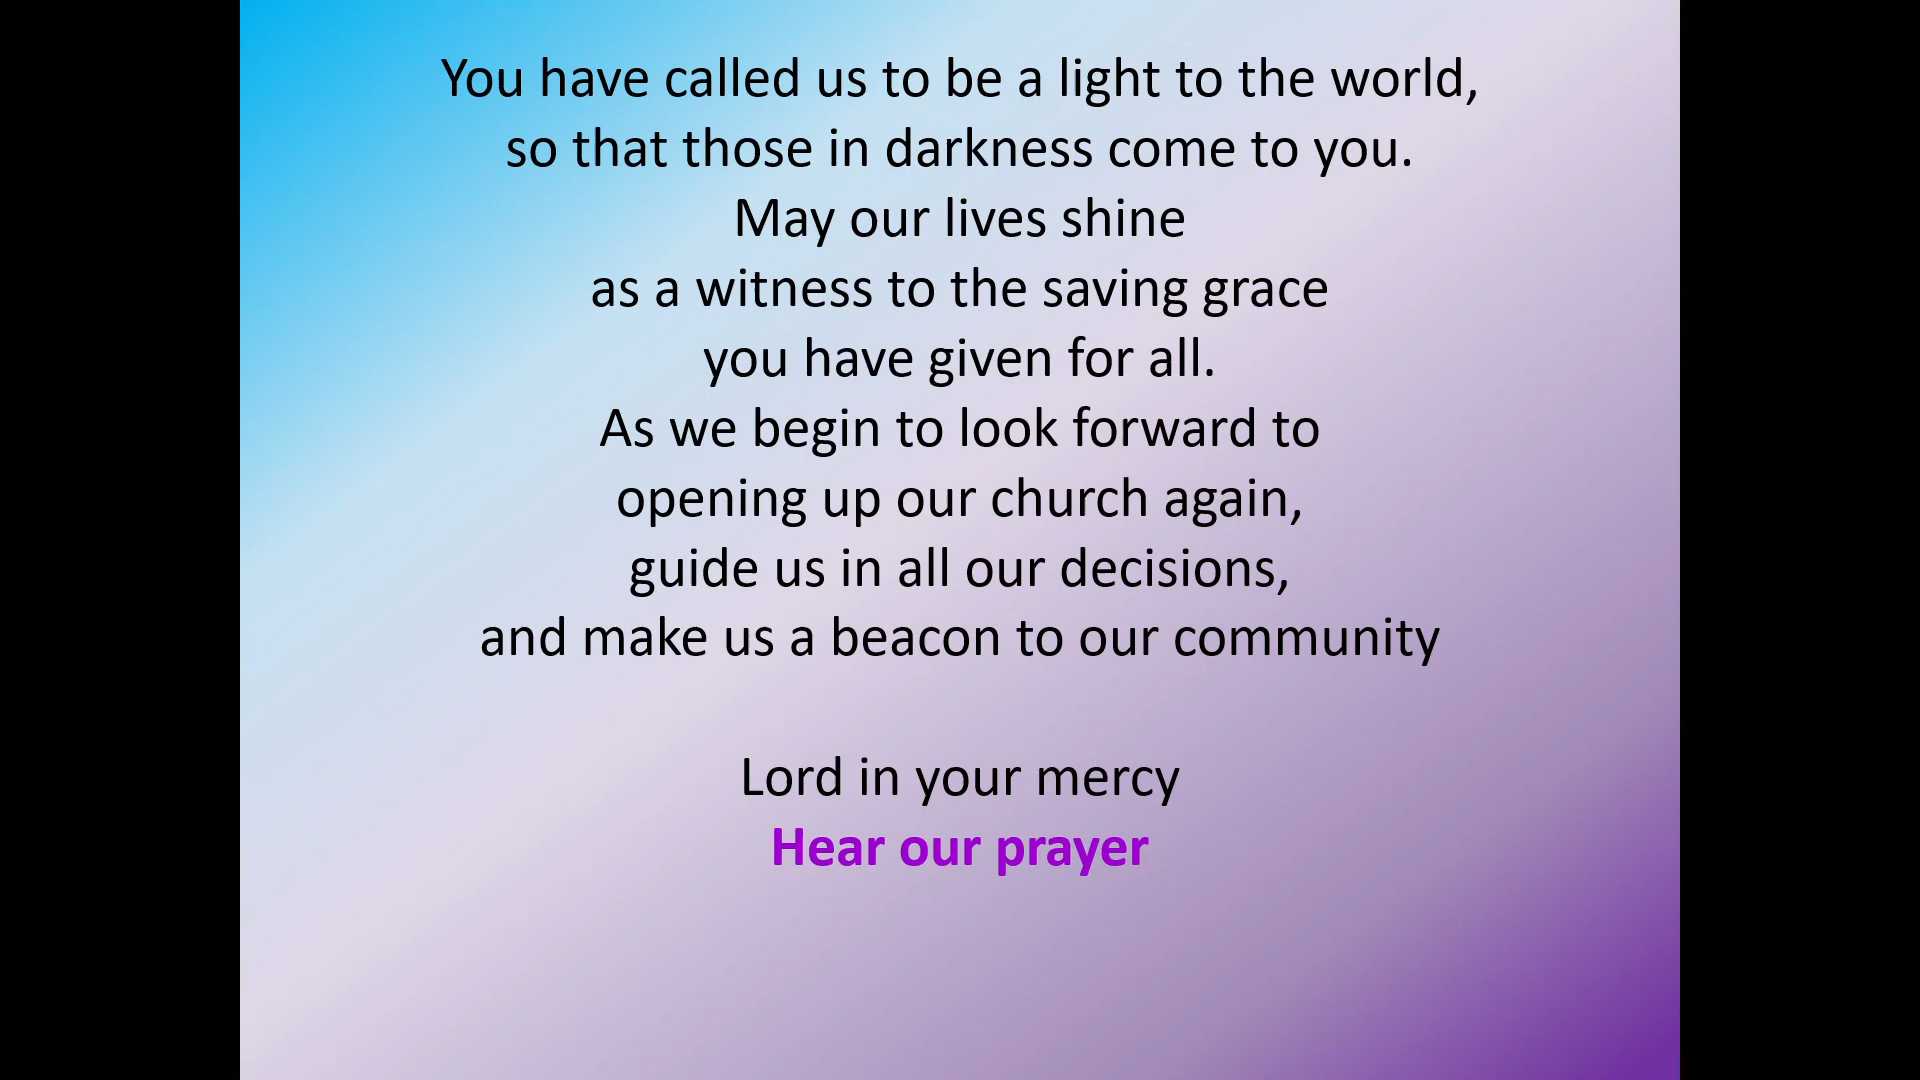 You have called us to be a light to the world,
so that those in darkness come to you.
May our lives shine
as a witness to the saving grace
you have given for all.
As we begin to look forward to
opening up our church again,
guide us in all our decisions,
and make us a beacon to our community
Lord in your mercy
Hear our prayer